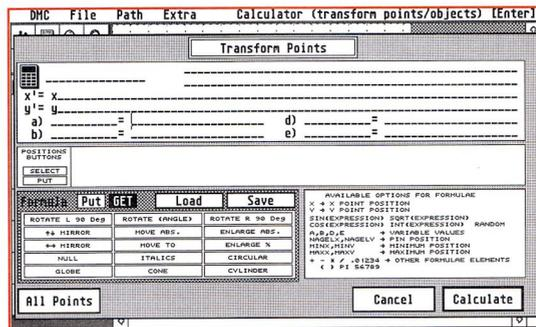 DMC File Path Extra Calculator (transform points/objects) [Enter]
Transform Points
x'= x
y'= y
a) = d) =
b) = e) =
POSITIONS
BUTTONS
SELECT
PUT
Formula Put GET Load Save
ROTATE L 90 Deg ROTATE (ANGLE) ROTATE R 90 Deg
↑↓ MIRROR MOVE ABS. ENLARGE ABS.
↔ MIRROR MOVE TO ENLARGE %
NULL ITALICS CIRCULAR
GLOBE CONE CYLINDER
AVAILABLE OPTIONS FOR FORMULAE
X → X POINT POSITION
Y → Y POINT POSITION
SIN(EXPRESSION) SQRT(EXPRESSION)
COS(EXPRESSION) INT(EXPRESSION) RANDOM
A,B,D,E → VARIABLE VALUES
NAGELX,NAGELY → PIN POSITION
MINX,MINY → MINIMUM POSITION
MAXX,MAXY → MAXIMUM POSITION
+ - * / .01234 → OTHER FORMULAE ELEMENTS
( ) PI 56789
All Points Cancel Calculate